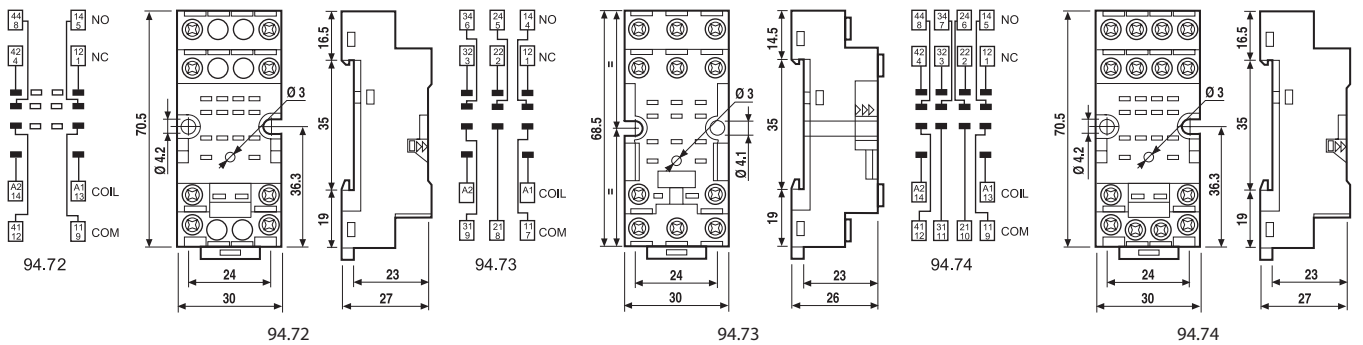 44 14 NO
8 5
42 12 NC
4 1
A2 A1 COIL
14 13
41 11 COM
12 9
94.72
70.5
Ø 4.2
Ø 3
36.3
24
30
16.5
35
19
23
27
94.72
34 24 14 NO
6 5 4
32 22 12 NC
3 2 1
A2 A1 COIL
31 21 11 COM
9 8 7
94.73
=
68.5
=
Ø 3
Ø 4.1
24
30
14.5
35
19
23
26
94.73
44 34 24 14 NO
8 7 6 5
42 32 22 12 NC
4 3 2 1
A2 A1 COIL
14 13
41 31 21 11 COM
12 11 10 9
94.74
70.5
Ø 4.2
Ø 3
36.3
24
30
16.5
35
19
23
27
94.74